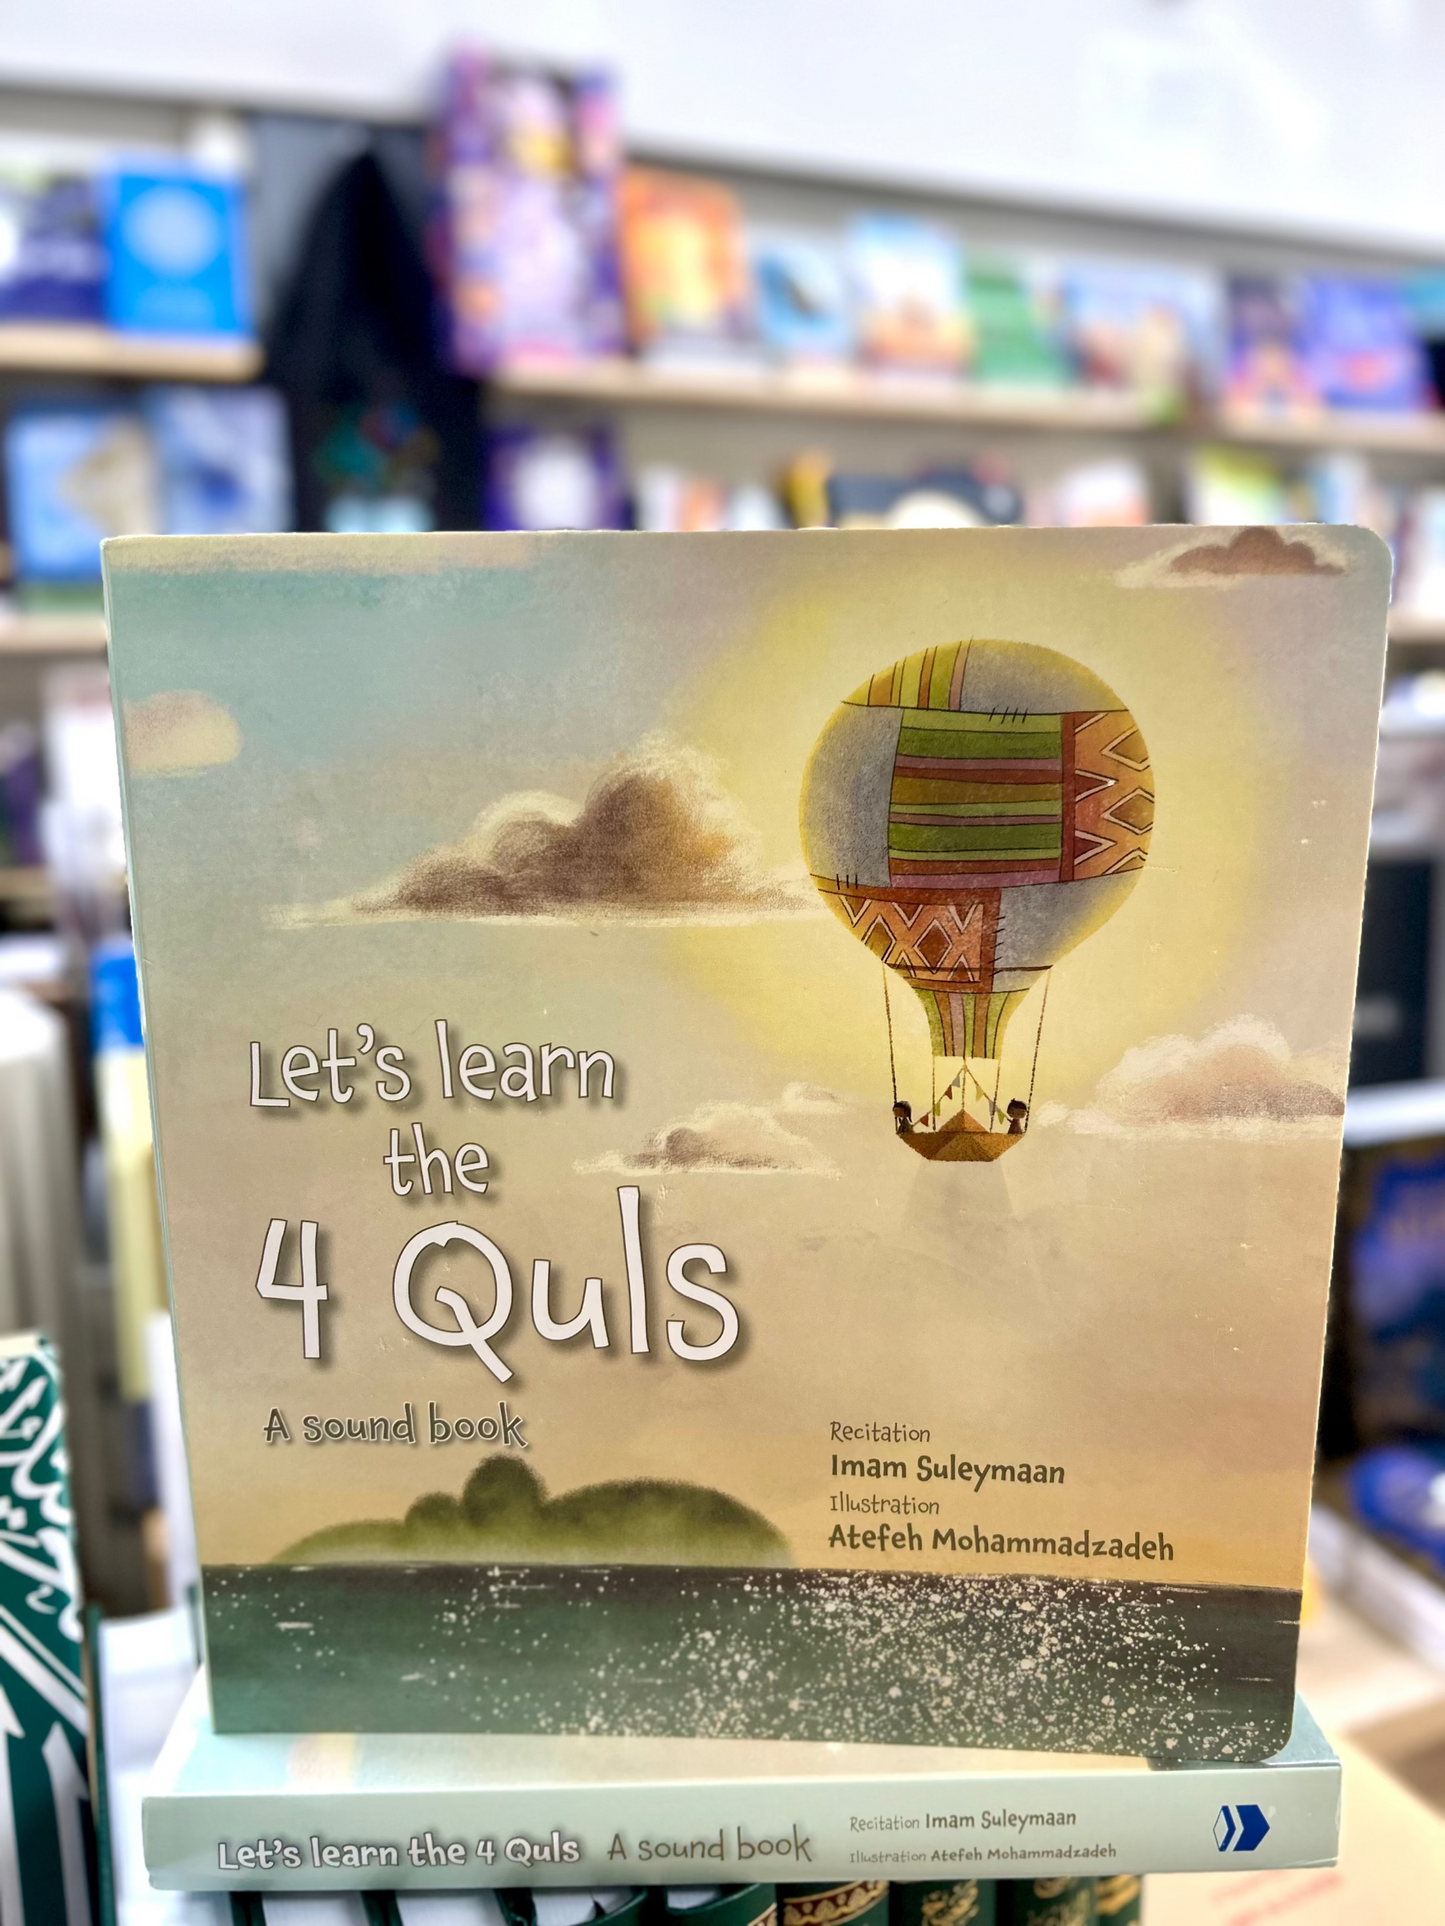 Let's learn
the
4 Quls
A sound book
Recitation
Imam Suleymaan
Illustration
Atefeh Mohammadzadeh
Let's learn the 4 Quls A sound book
Recitation Imam Suleymaan
Illustration Atefeh Mohammadzadeh